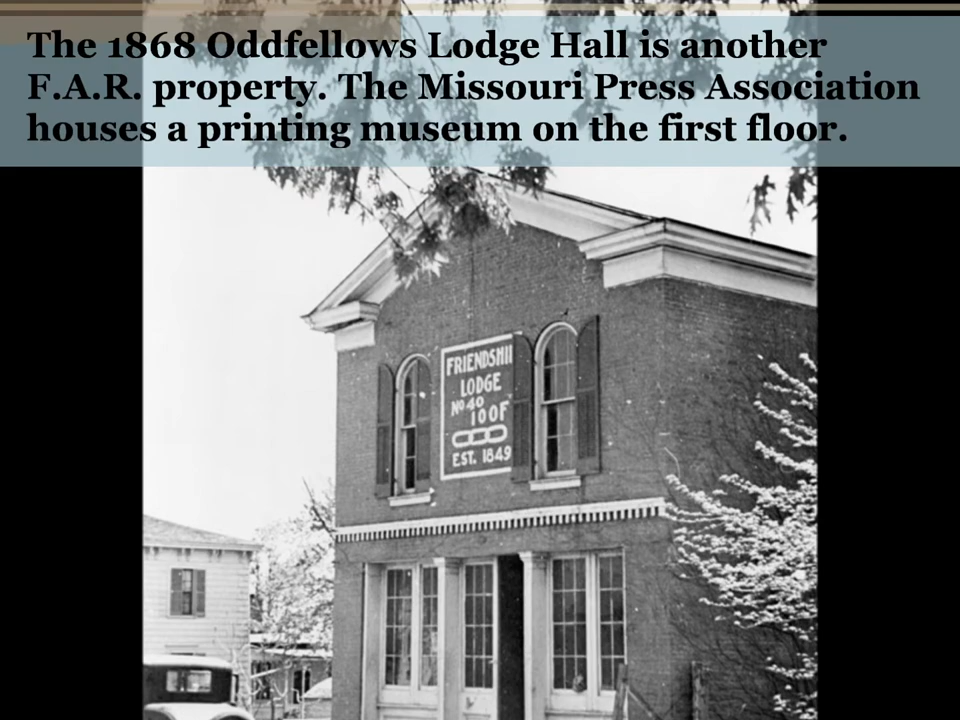 The 1868 Oddfellows Lodge Hall is another
F.A.R. property. The Missouri Press Association
houses a printing museum on the first floor.
FRIENDSHI
LODGE
No 40
IOOF
EST. 1849